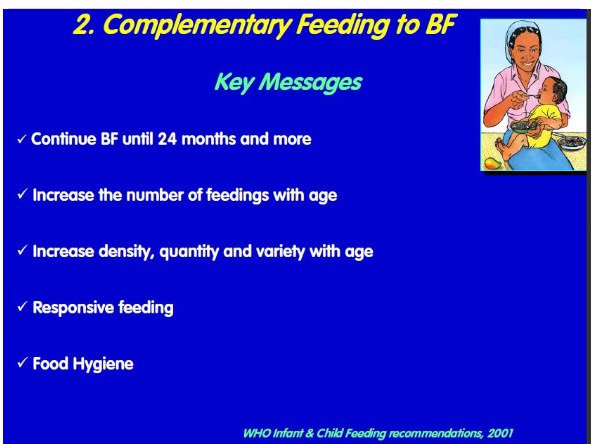 2. Complementary Feeding to BF
Key Messages
✓ Continue BF until 24 months and more
✓ Increase the number of feedings with age
✓ Increase density, quantity and variety with age
✓ Responsive feeding
✓ Food Hygiene
WHO Infant & Child Feeding recommendations, 2001